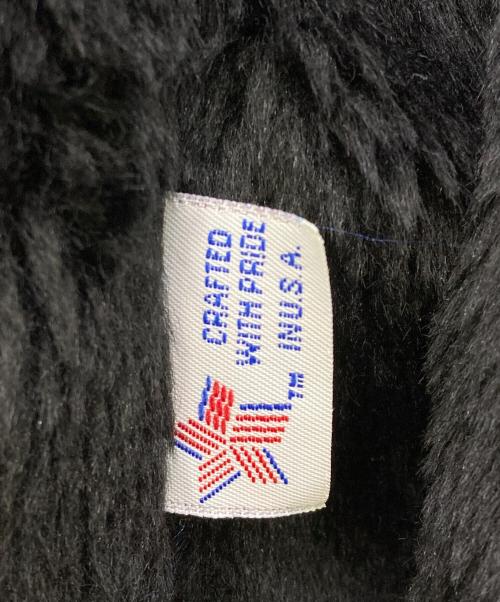 CRAFTED
WITH PRIDE
IN U.S.A.
TM